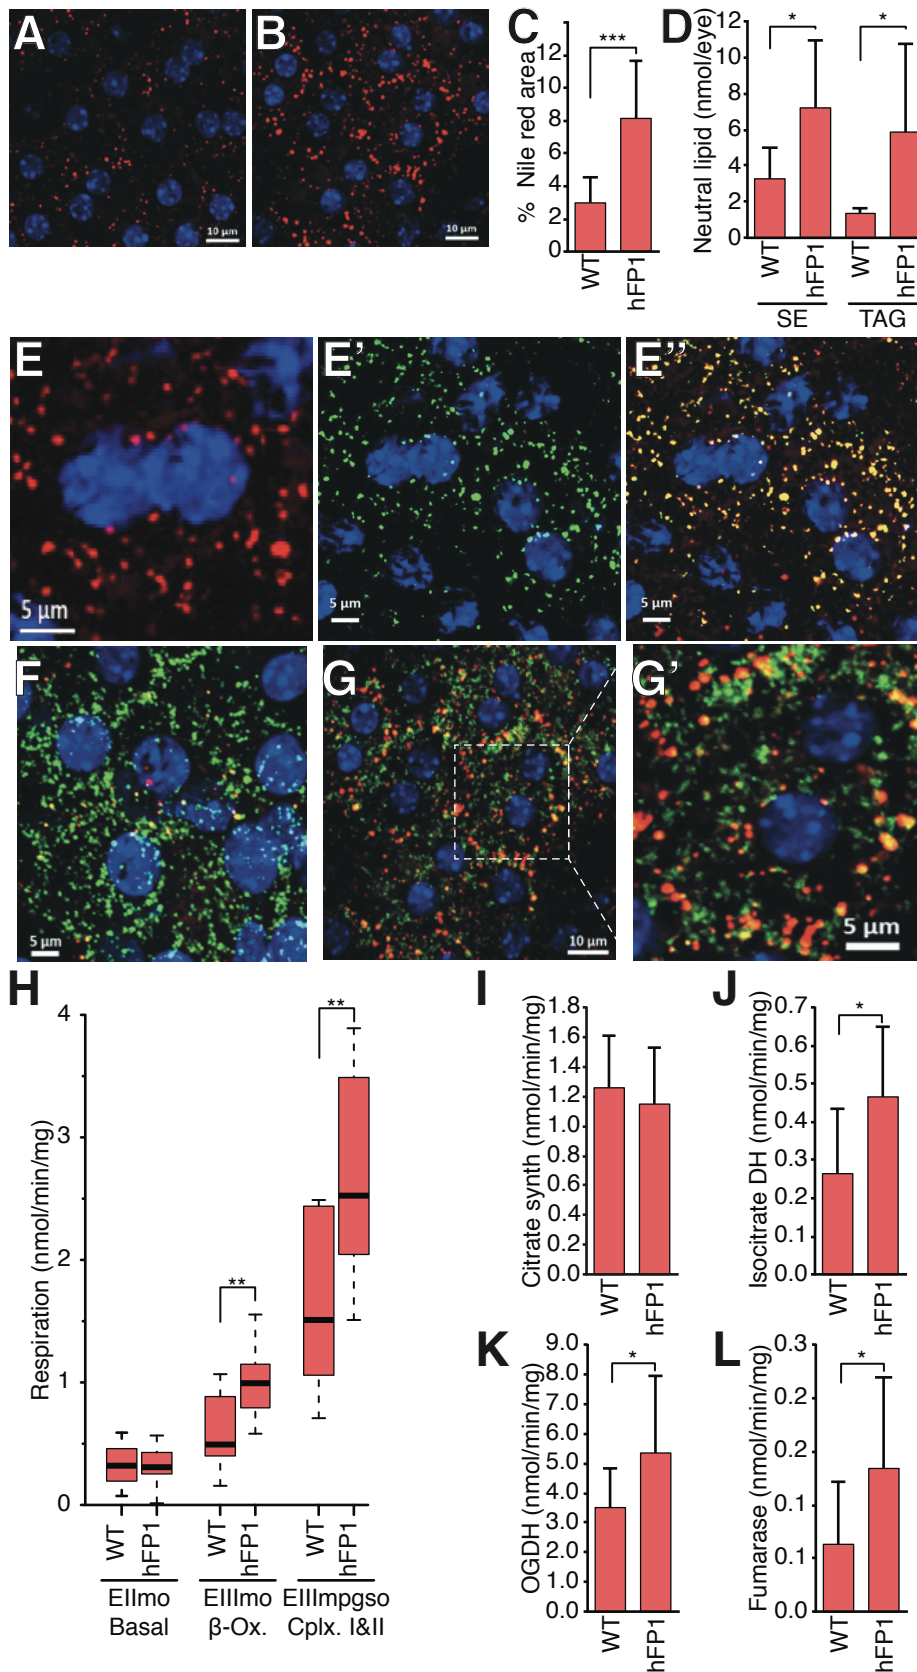 A
10 µm
B
10 µm
C
% Nile red area
14
12
10
8
6
4
2
0
***
WT
hFP1
D
Neutral lipid (nmol/eye)
12
10
8
6
4
2
0
*
*
WT
hFP1
WT
hFP1
SE
TAG
E
5 µm
E'
5 µm
E''
5 µm
F
5 µm
G
10 µm
G'
5 µm
H
Respiration (nmol/min/mg)
4
3
2
1
0
**
**
WT
hFP1
WT
hFP1
WT
hFP1
EIImo
Basal
EIIImo
β-Ox.
EIIImpgso
Cplx. I&II
I
Citrate synth (nmol/min/mg)
1.8
1.6
1.4
1.2
1.0
0.8
0.6
0.4
0.2
0.0
WT
hFP1
J
Isocitrate DH (nmol/min/mg)
0.7
0.6
0.5
0.4
0.3
0.2
0.1
0.0
*
WT
hFP1
K
OGDH (nmol/min/mg)
9.0
8.0
7.0
6.0
5.0
4.0
3.0
2.0
1.0
0.0
*
WT
hFP1
L
Fumarase (nmol/min/mg)
0.3
0.2
0.2
0.1
0.1
0.0
*
WT
hFP1